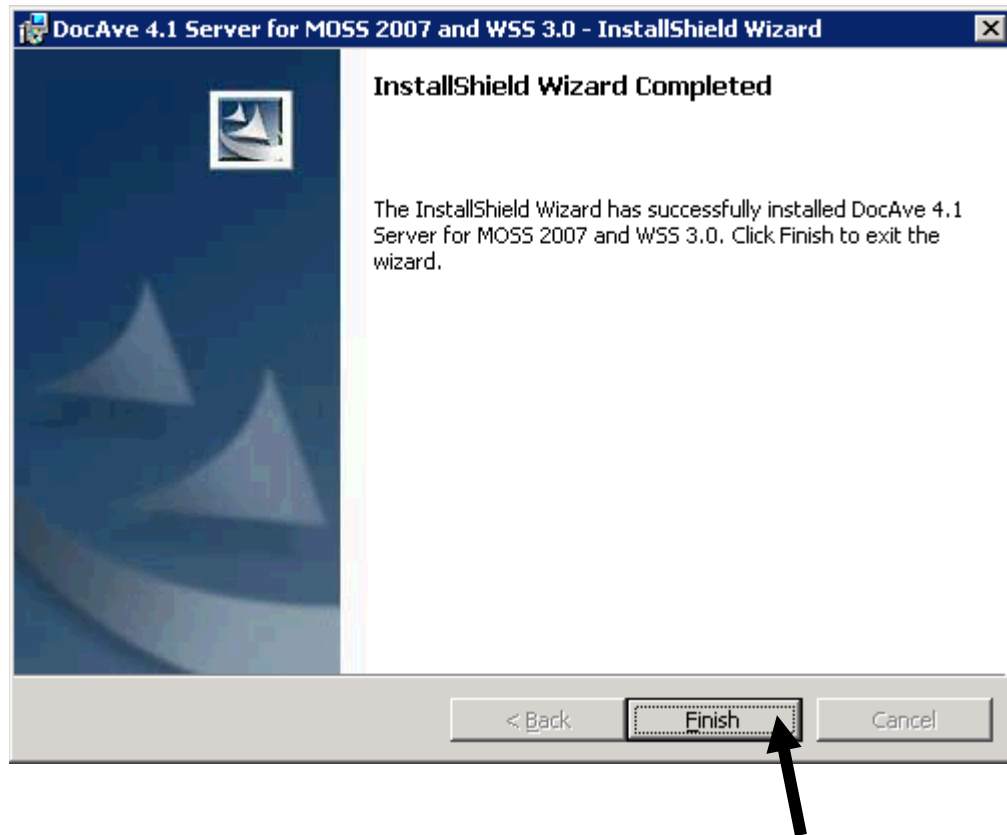 DocAve 4.1 Server for MOSS 2007 and WSS 3.0 - InstallShield Wizard
InstallShield Wizard Completed
The InstallShield Wizard has successfully installed DocAve 4.1
Server for MOSS 2007 and WSS 3.0. Click Finish to exit the
wizard.
< Back Finish Cancel